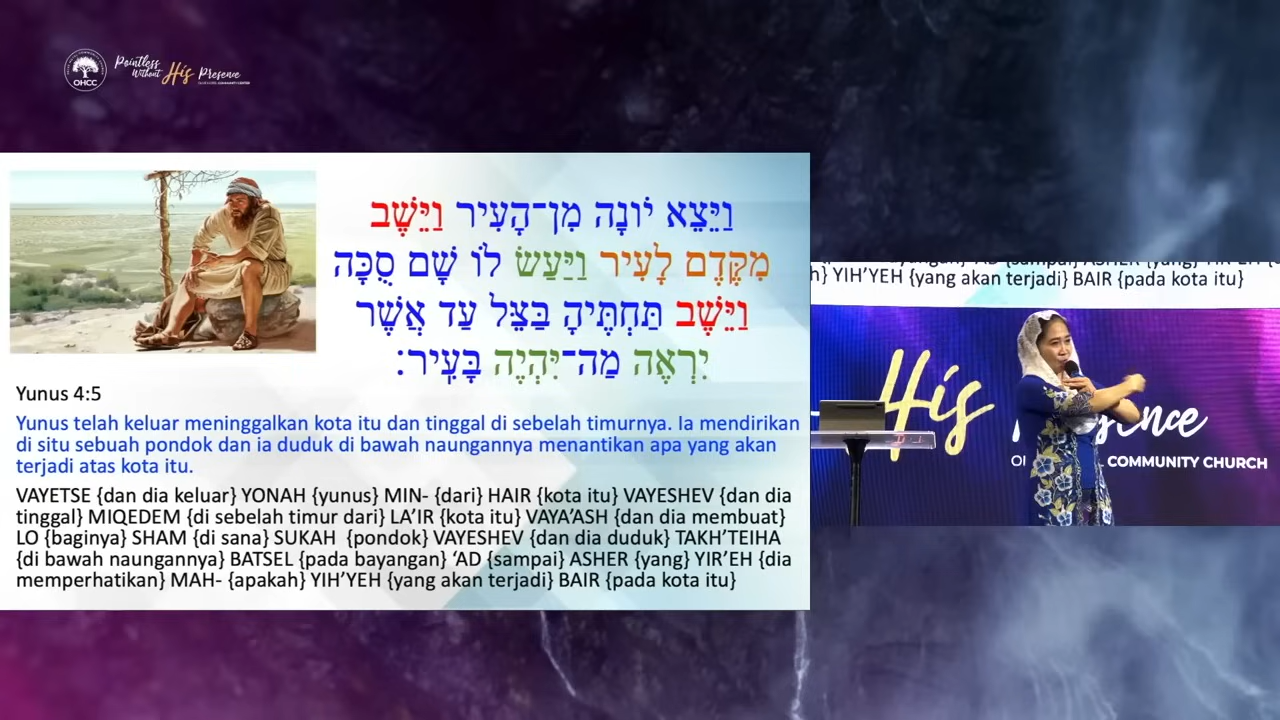 OHCC
Pointless
Without His Presence
וַיֵּצֵא יוֹנָה מִן־הָעִיר וַיֵּשֶׁב
מִקֶּדֶם לָעִיר וַיַּעַשׂ לוֹ שָׁם סֻכָּה
וַיֵּשֶׁב תַּחְתֶּיהָ בַּצֵּל עַד אֲשֶׁר
יִרְאֶה מַה־יִּהְיֶה בָּעִיר׃
Yunus 4:5
Yunus telah keluar meninggalkan kota itu dan tinggal di sebelah timurnya. Ia mendirikan
di situ sebuah pondok dan ia duduk di bawah naungannya menantikan apa yang akan
terjadi atas kota itu.
VAYETSE {dan dia keluar} YONAH {yunus} MIN- {dari} HAIR {kota itu} VAYESHEV {dan dia
tinggal} MIQEDEM {di sebelah timur dari} LA’IR {kota itu} VAYA’ASH {dan dia membuat}
LO {baginya} SHAM {di sana} SUKAH {pondok} VAYESHEV {dan dia duduk} TAKH’TEIHA
{di bawah naungannya} BATSEL {pada bayangan} ‘AD {sampai} ASHER {yang} YIR’EH {dia
memperhatikan} MAH- {apakah} YIH’YEH {yang akan terjadi} BAIR {pada kota itu}
YIH’YEH {yang akan terjadi} BAIR {pada kota itu}
His
COMMUNITY CHURCH